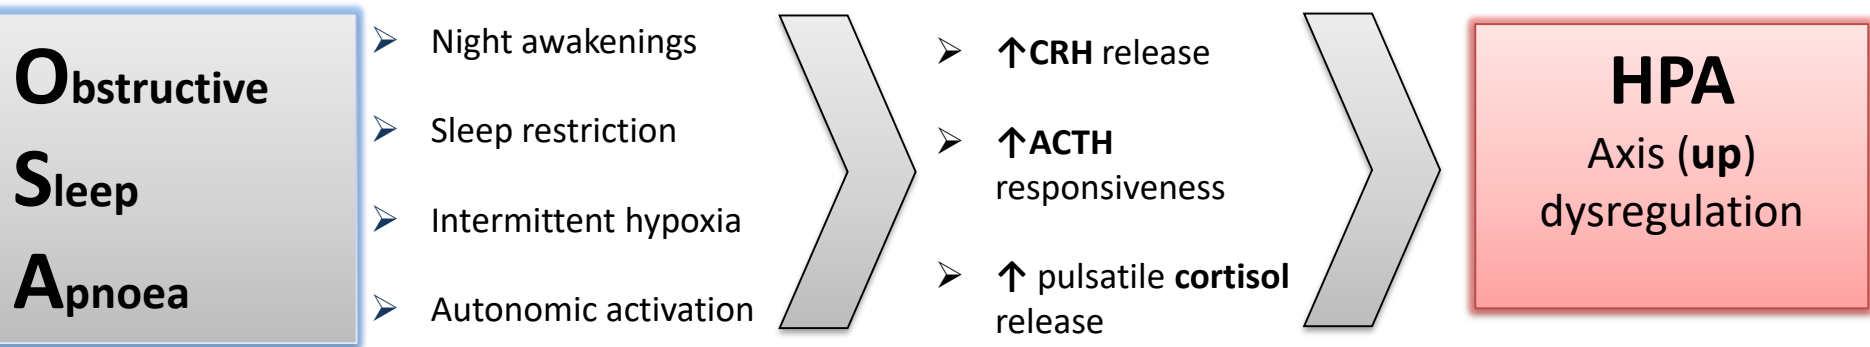 Obstructive
Sleep
Apnoea
➢ Night awakenings
➢ Sleep restriction
➢ Intermittent hypoxia
➢ Autonomic activation
➢ ↑CRH release
➢ ↑ACTH
responsiveness
➢ ↑ pulsatile cortisol
release
HPA
Axis (up)
dysregulation